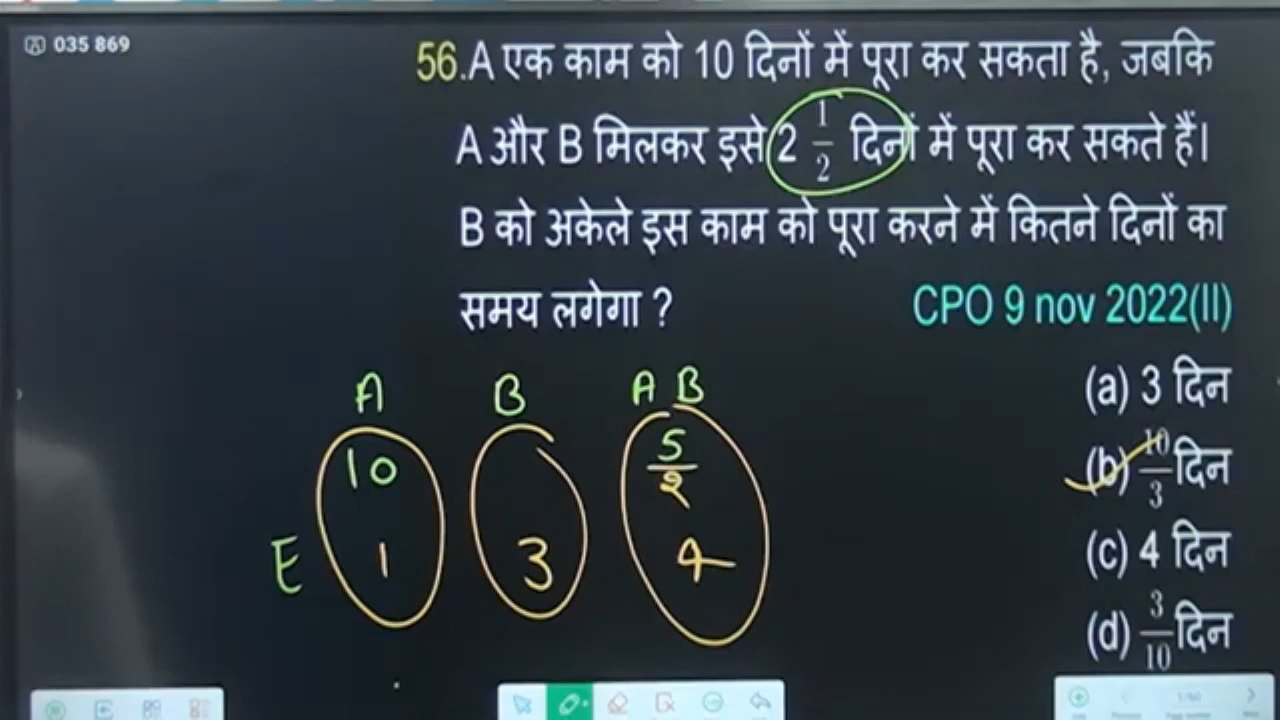 035 869
56.A एक काम को 10 दिनों में पूरा कर सकता है, जबकि
A और B मिलकर इसे 2 1/2 दिनों में पूरा कर सकते हैं।
B को अकेले इस काम को पूरा करने में कितने दिनों का
समय लगेगा ?
CPO 9 nov 2022(II)
(a) 3 दिन
(b) 10/3 दिन
(c) 4 दिन
(d) 3/10 दिन
A B A B
10 5/2
E 1 3 4